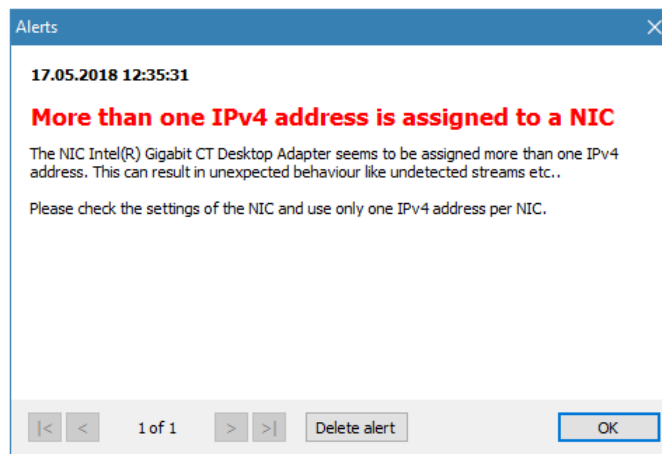 Alerts
17.05.2018 12:35:31
More than one IPv4 address is assigned to a NIC
The NIC Intel(R) Gigabit CT Desktop Adapter seems to be assigned more than one IPv4
address. This can result in unexpected behaviour like undetected streams etc..
Please check the settings of the NIC and use only one IPv4 address per NIC.
|< < 1 of 1 > >| Delete alert OK